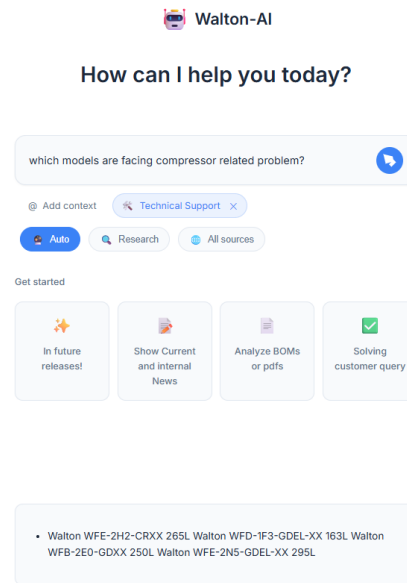 Walton-AI
How can I help you today?
which models are facing compressor related problem?
@ Add context
Technical Support ×
Auto
Research
All sources
Get started
In future
releases!
Show Current
and internal
News
Analyze BOMs
or pdfs
Solving
customer query
• Walton WFE-2H2-CRXX 265L Walton WFD-1F3-GDEL-XX 163L Walton
WFB-2E0-GDXX 250L Walton WFE-2N5-GDEL-XX 295L